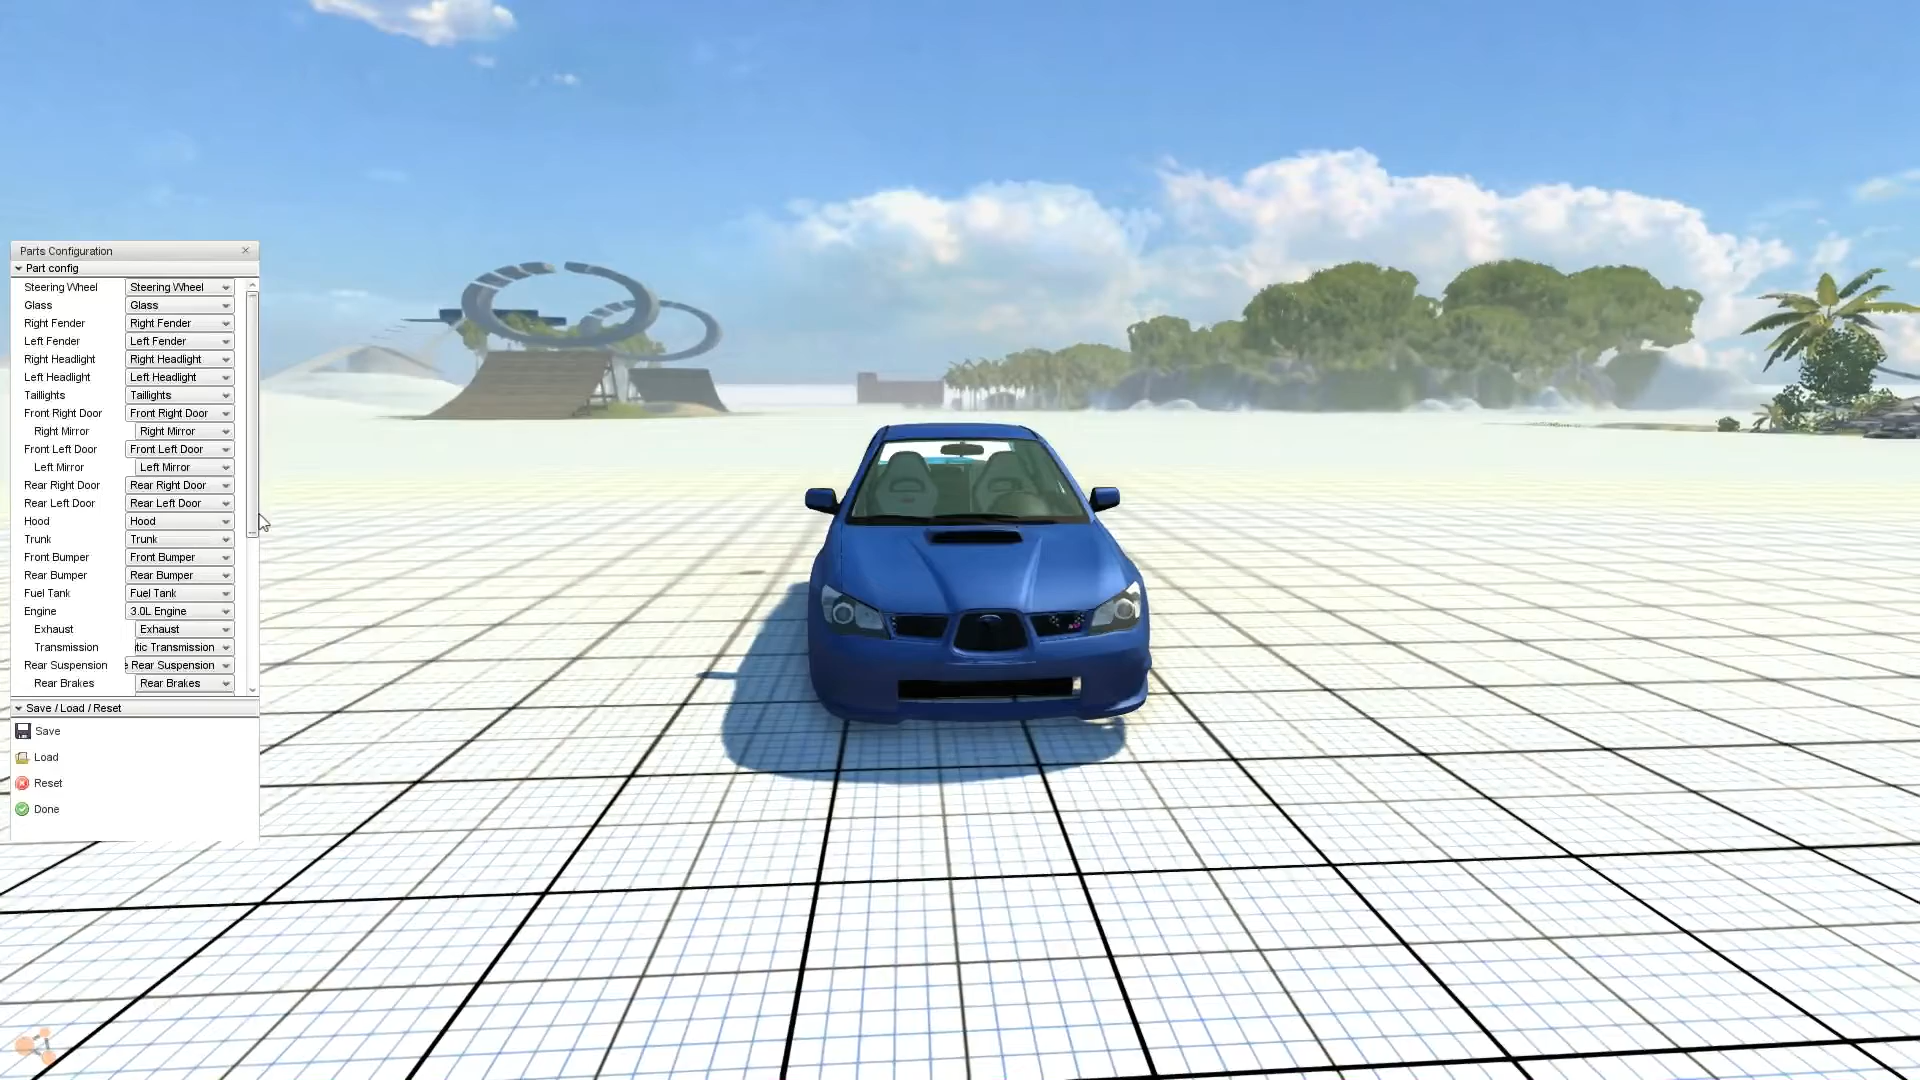 Parts Configuration
Part config
Steering Wheel Steering Wheel
Glass Glass
Right Fender Right Fender
Left Fender Left Fender
Right Headlight Right Headlight
Left Headlight Left Headlight
Taillights Taillights
Front Right Door Front Right Door
Right Mirror Right Mirror
Front Left Door Front Left Door
Left Mirror Left Mirror
Rear Right Door Rear Right Door
Rear Left Door Rear Left Door
Hood Hood
Trunk Trunk
Front Bumper Front Bumper
Rear Bumper Rear Bumper
Fuel Tank Fuel Tank
Engine 3.0L Engine
Exhaust Exhaust
Transmission tic Transmission
Rear Suspension e Rear Suspension
Rear Brakes Rear Brakes
Save / Load / Reset
Save
Load
Reset
Done